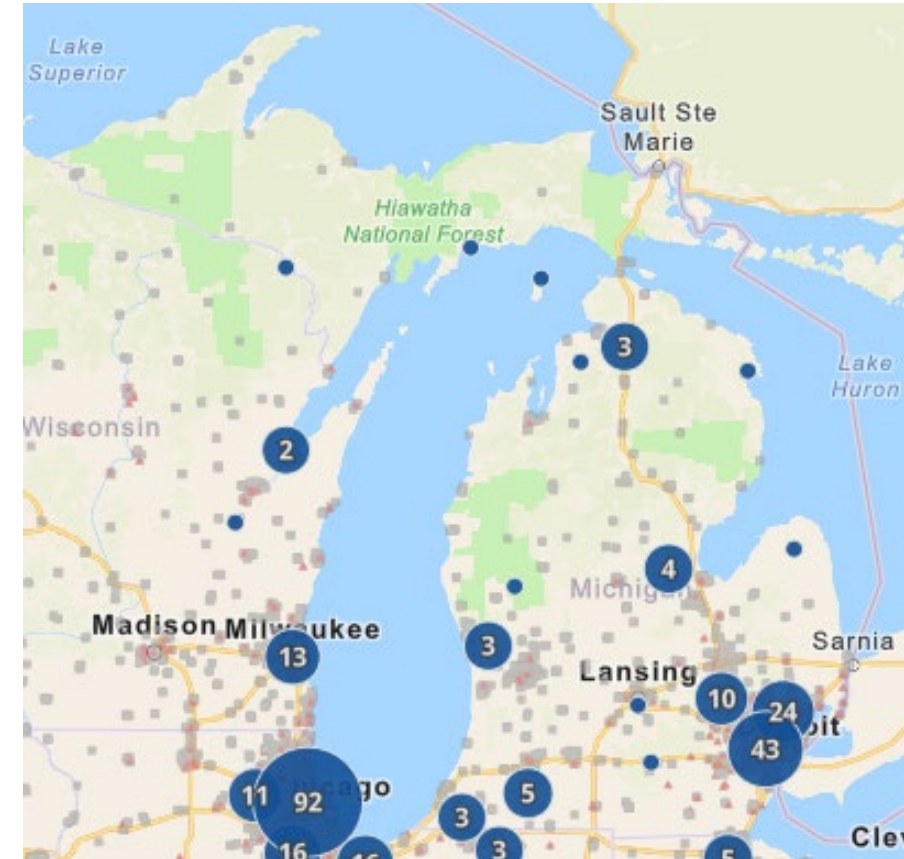 Lake
Superior
Sault Ste
Marie
Hiawatha
National Forest
3
Lake
Huron
Wisconsin
2
4
Michigan
Madison
Milwaukee
13
3
Sarnia
Lansing
10
24
43
11
92
5
3
16
3
5